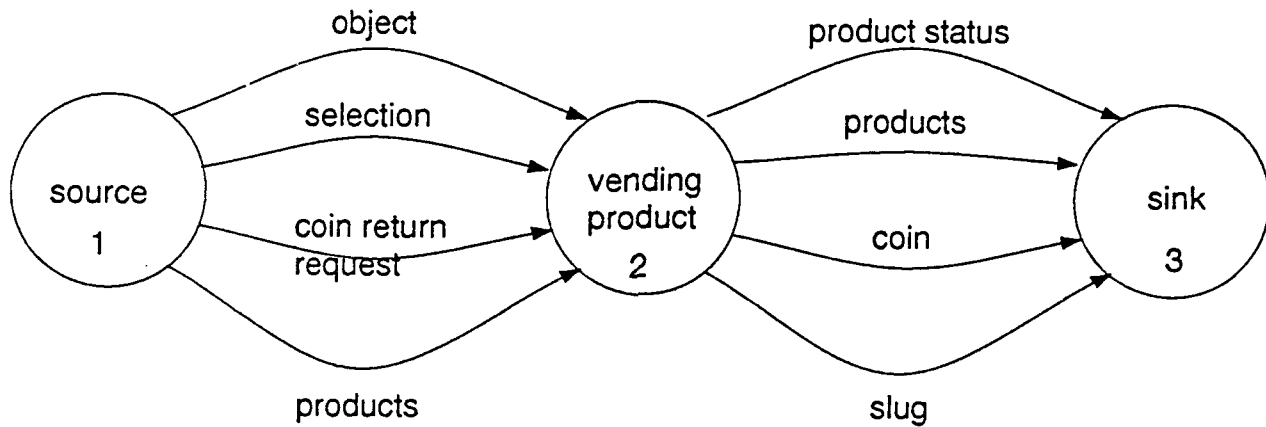 object
product status
selection
products
source
1
vending
product
2
sink
3
coin return
request
coin
products
slug